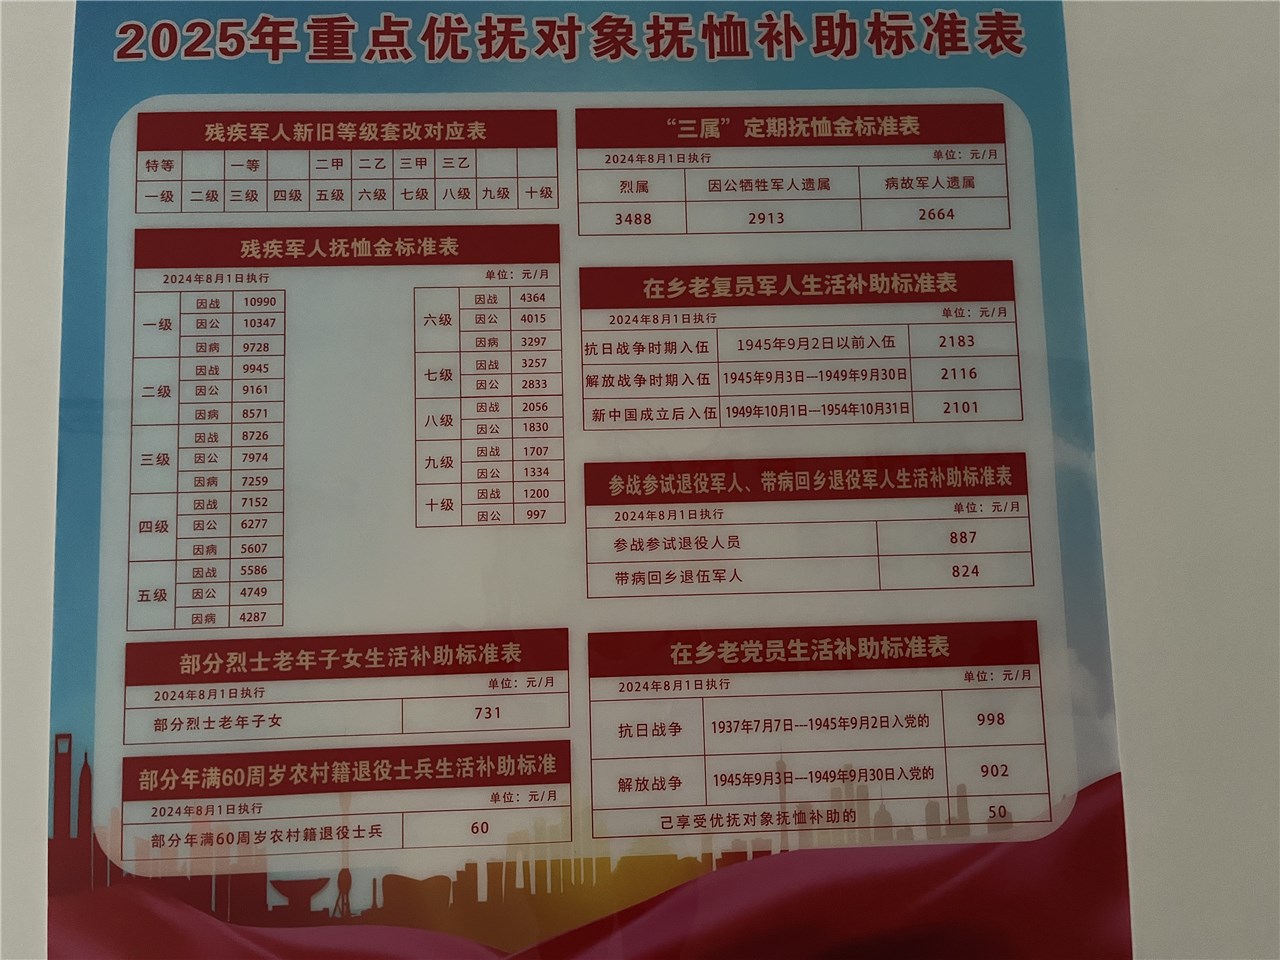 2025年重点优抚对象抚恤补助标准表
残疾军人新旧等级套改对应表
特等 一等 二甲 二乙 三甲 三乙
一级 二级 三级 四级 五级 六级 七级 八级 九级 十级
残疾军人抚恤金标准表
2024年8月1日执行 单位：元/月
一级 因战 10990
因公 10347
因病 9728
二级 因战 9945
因公 9161
因病 8571
三级 因战 8726
因公 7974
因病 7259
四级 因战 7152
因公 6277
因病 5607
五级 因战 5586
因公 4749
因病 4287
六级 因战 4364
因公 4015
因病 3297
七级 因战 3257
因公 2833
八级 因战 2056
因公 1830
九级 因战 1707
因公 1334
十级 因战 1200
因公 997
部分烈士老年子女生活补助标准表
2024年8月1日执行 单位：元/月
部分烈士老年子女 731
部分年满60周岁农村籍退役士兵生活补助标准
2024年8月1日执行 单位：元/月
部分年满60周岁农村籍退役士兵 60
“三属”定期抚恤金标准表
2024年8月1日执行 单位：元/月
烈属 因公牺牲军人遗属 病故军人遗属
3488 2913 2664
在乡老复员军人生活补助标准表
2024年8月1日执行 单位：元/月
抗日战争时期入伍 1945年9月2日以前入伍 2183
解放战争时期入伍 1945年9月3日—1949年9月30日 2116
新中国成立后入伍 1949年10月1日---1954年10月31日 2101
参战参试退役军人、带病回乡退役军人生活补助标准表
2024年8月1日执行 单位：元/月
参战参试退役人员 887
带病回乡退伍军人 824
在乡老党员生活补助标准表
2024年8月1日执行 单位：元/月
抗日战争 1937年7月7日---1945年9月2日入党的 998
解放战争 1945年9月3日—1949年9月30日入党的 902
己享受优抚对象抚恤补助的 50